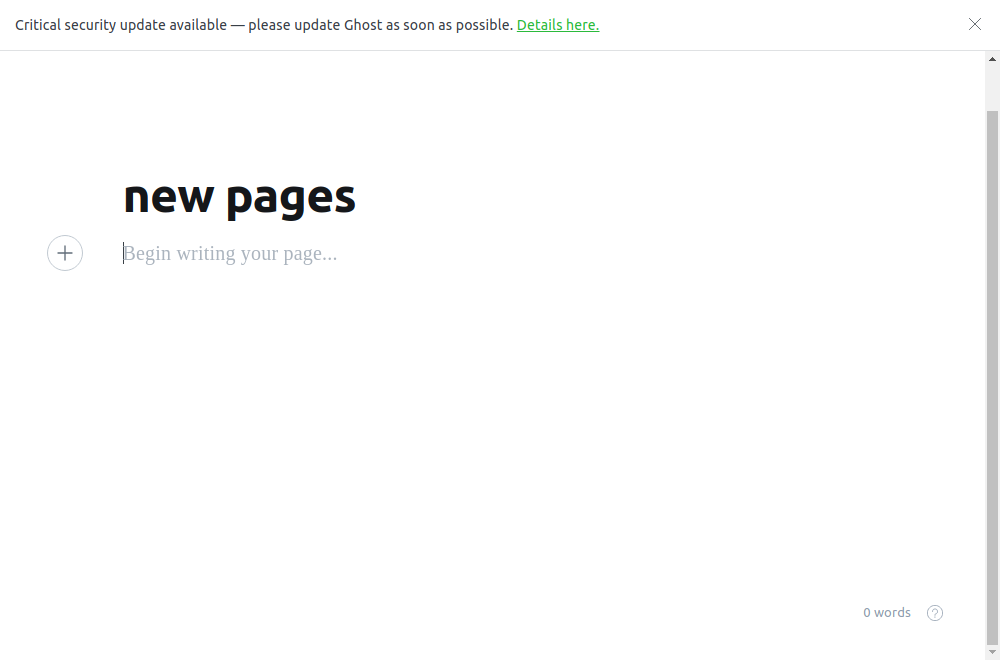 Critical security update available — please update Ghost as soon as possible. Details here.
new pages
Begin writing your page...
0 words
?